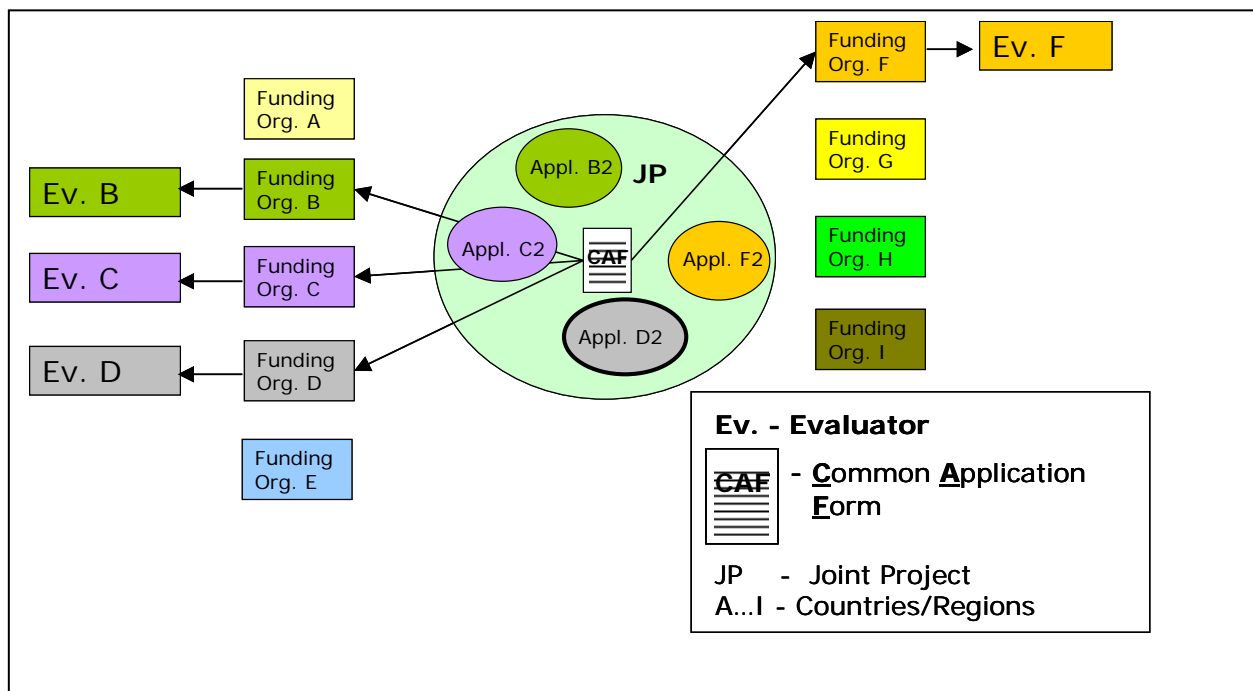 Funding
Org. A
Ev. B
Funding
Org. B
Ev. C
Funding
Org. C
Ev. D
Funding
Org. D
Funding
Org. E
Appl. B2
JP
Appl. C2
CAF
Appl. F2
Appl. D2
Funding
Org. F
Ev. F
Funding
Org. G
Funding
Org. H
Funding
Org. I
Ev. - Evaluator
CAF
- Common Application
Form
JP - Joint Project
A...I - Countries/Regions